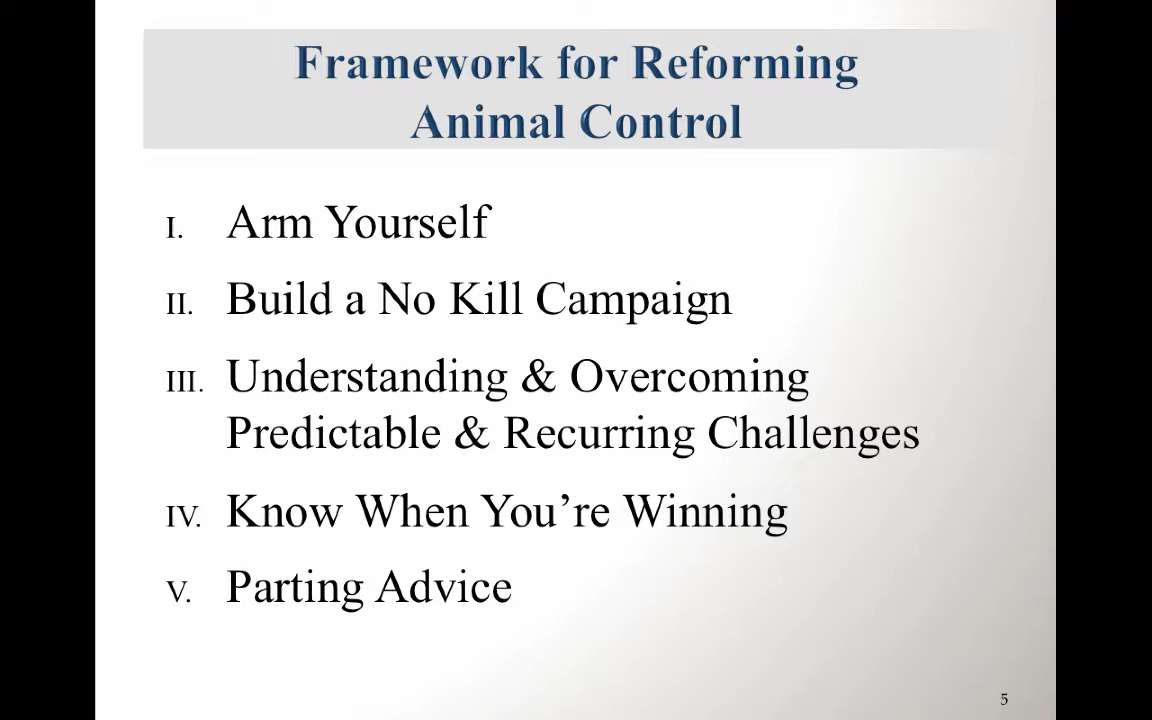 Framework for Reforming
Animal Control
I. Arm Yourself
II. Build a No Kill Campaign
III. Understanding & Overcoming
Predictable & Recurring Challenges
IV. Know When You’re Winning
V. Parting Advice
5